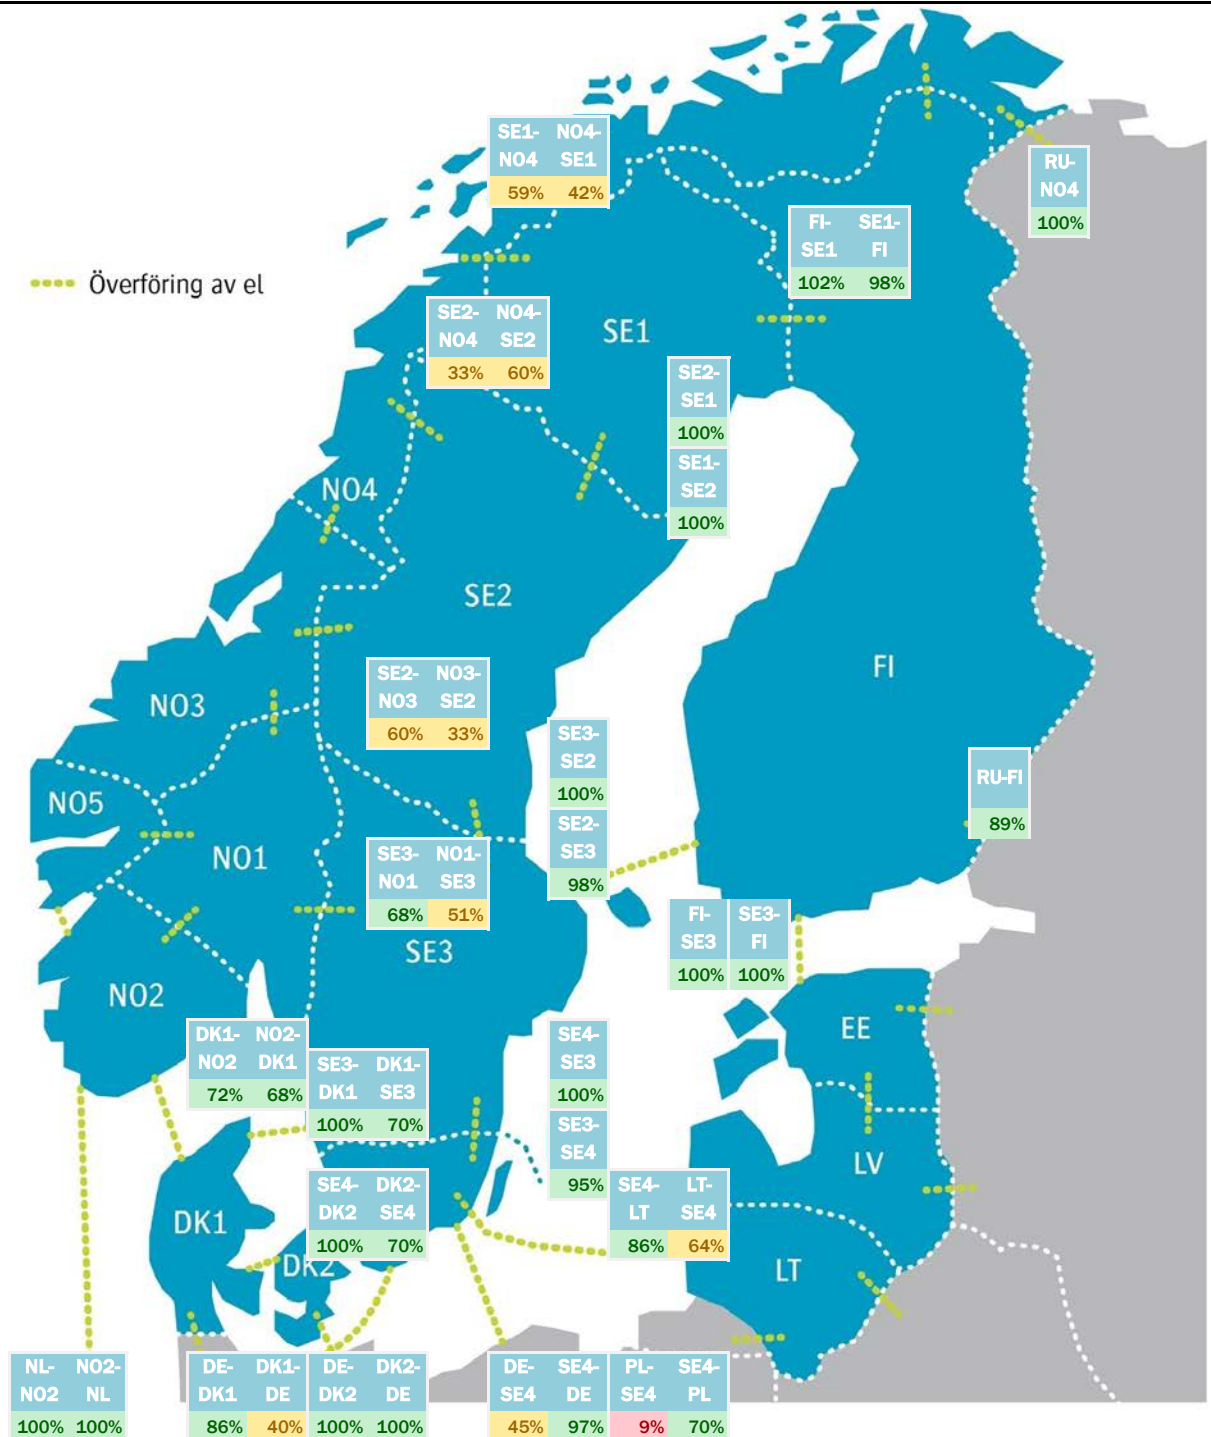 SE1- NO4-
NO4 SE1
59% 42%
RU-
NO4
100%
FI- SE1-
SE1 FI
102% 98%
Överföring av el
SE2- NO4-
NO4 SE2
33% 60%
SE1
SE2-
SE1
100%
SE1-
SE2
100%
NO4
SE2
FI
SE2- NO3-
NO3 SE2
60% 33%
NO3
SE3-
SE2
100%
SE2-
SE3
98%
RU-FI
89%
NO5
NO1
SE3- NO1-
NO1 SE3
68% 51%
SE3
FI- SE3-
SE3 FI
100% 100%
NO2
DK1- NO2-
NO2 DK1
72% 68%
SE3- DK1-
DK1 SE3
100% 70%
SE4-
SE3
100%
SE3-
SE4
95%
EE
LV
DK1
SE4- DK2-
DK2 SE4
100% 70%
DK2
SE4- LT-
LT SE4
86% 64%
LT
NL- NO2-
NO2 NL
100% 100%
DE- DK1-
DK1 DE
86% 40%
DE- DK2-
DK2 DE
100% 100%
DE- SE4-
SE4 DE
45% 97%
PL- SE4-
SE4 PL
9% 70%